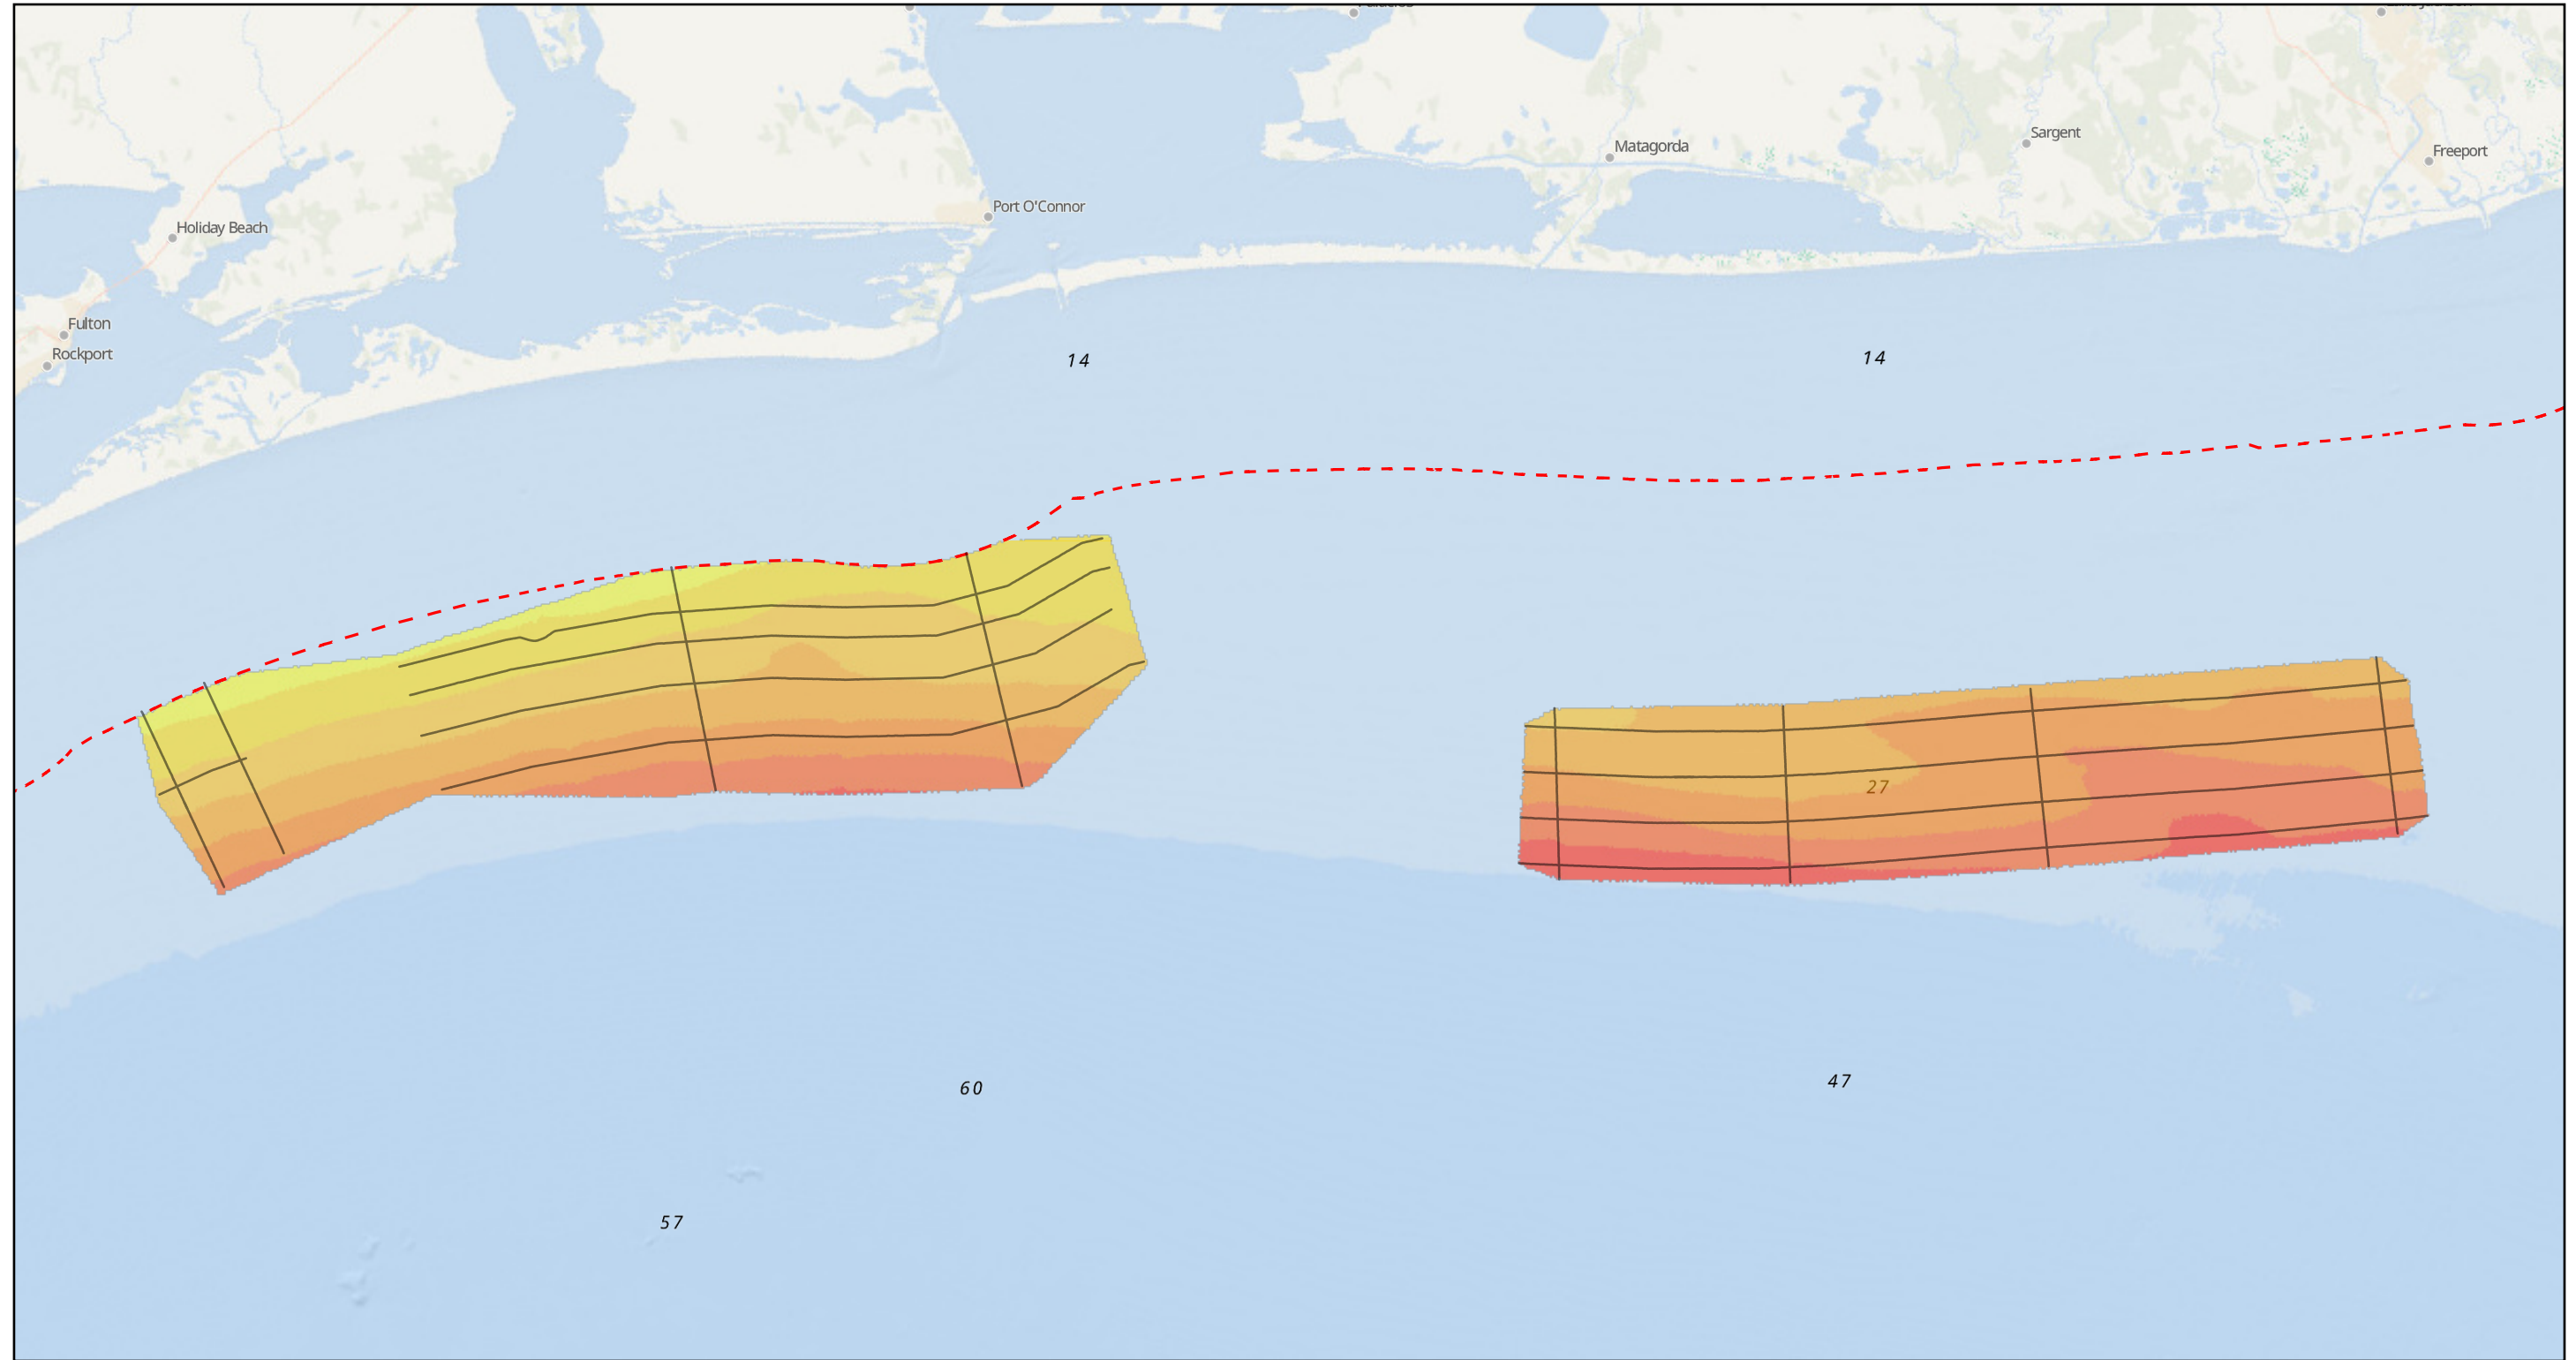 Matagorda
Sargent
Freeport
Port O'Connor
Holiday Beach
Fulton
Rockport
14
14
27
60
47
57